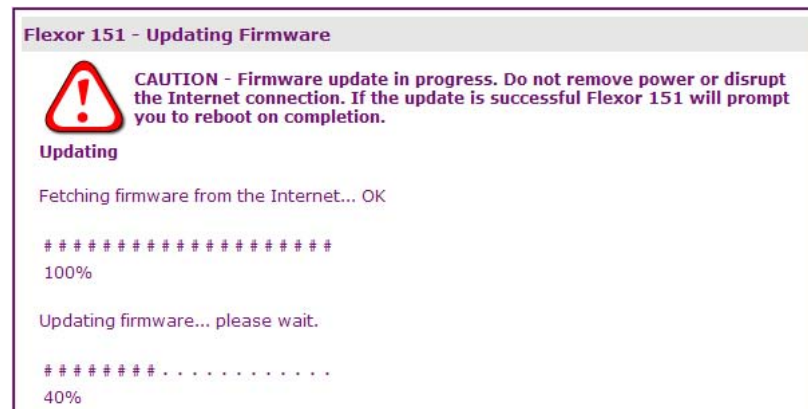 Flexor 151 - Updating Firmware
CAUTION - Firmware update in progress. Do not remove power or disrupt
the Internet connection. If the update is successful Flexor 151 will prompt
you to reboot on completion.
Updating
Fetching firmware from the Internet... OK
# # # # # # # # # # # # # # # # # # # #
100%
Updating firmware... please wait.
# # # # # # # # . . . . . . . . . . . .
40%